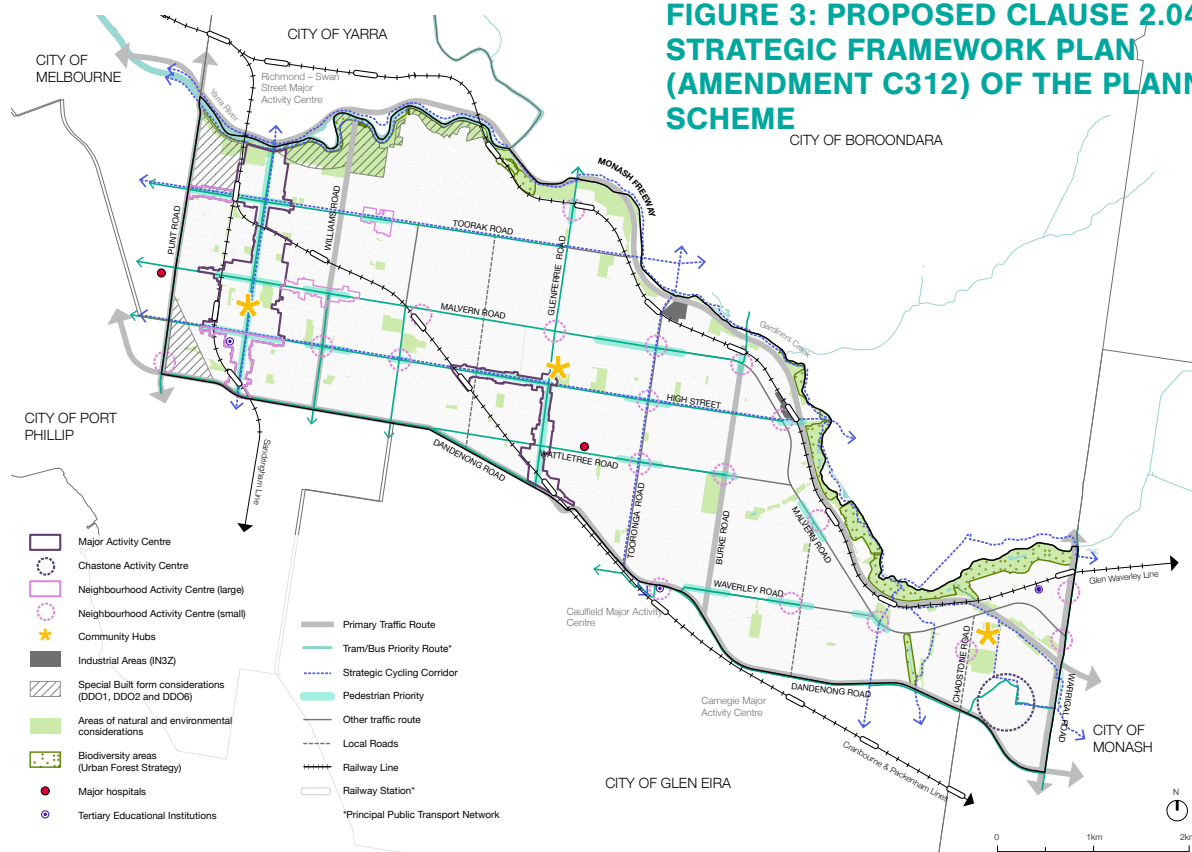 FIGURE 3: PROPOSED CLAUSE 2.04
STRATEGIC FRAMEWORK PLAN
(AMENDMENT C312) OF THE PLANN
SCHEME
CITY OF YARRA
CITY OF
MELBOURNE
Richmond – Swan
Street Major
Activity Centre
Yarra River
CITY OF BOROONDARA
MONASH FREEWAY
PUNT ROAD
WILLIAMS ROAD
TOORAK ROAD
GLENFERRIE ROAD
MALVERN ROAD
Gardiners Creek
HIGH STREET
CITY OF PORT
PHILLIP
Sandringham Line
DANDENONG ROAD
WATTLETREE ROAD
TOORONGA ROAD
BURKE ROAD
MALVERN ROAD
WAVERLEY ROAD
Glen Waverley Line
Caulfield Major Activity
Centre
CHADSTONE ROAD
WARRIGAL ROAD
DANDENONG ROAD
Carnegie Major
Activity Centre
CITY OF
MONASH
Cranbourne & Packenham Lines
CITY OF GLEN EIRA
Major Activity Centre
Chastone Activity Centre
Neighbourhood Activity Centre (large)
Neighbourhood Activity Centre (small)
Community Hubs
Industrial Areas (IN3Z)
Special Built form considerations
(DDO1, DDO2 and DDO6)
Areas of natural and environmental
considerations
Biodiversity areas
(Urban Forest Strategy)
Major hospitals
Tertiary Educational Institutions
Primary Traffic Route
Tram/Bus Priority Route*
Strategic Cycling Corridor
Pedestrian Priority
Other traffic route
Local Roads
Railway Line
Railway Station*
*Principal Public Transport Network
N
0 1km 2km